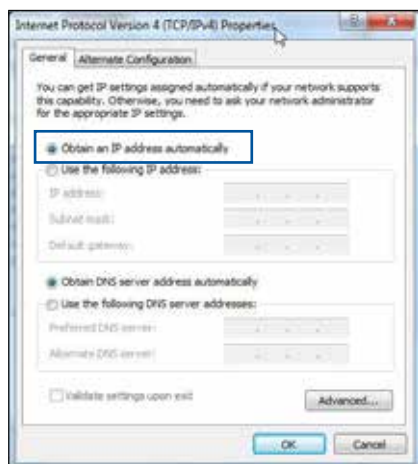 Internet Protocol Version 4 (TCP/IPv4) Properties
General
Alternate Configuration
You can get IP settings assigned automatically if your network supports
this capability. Otherwise, you need to ask your network administrator
for the appropriate IP settings.
Obtain an IP address automatically
Use the following IP address:
IP address:
Subnet mask:
Default gateway:
Obtain DNS server address automatically
Use the following DNS server addresses:
Preferred DNS server:
Alternate DNS server:
Validate settings upon exit
Advanced...
OK
Cancel